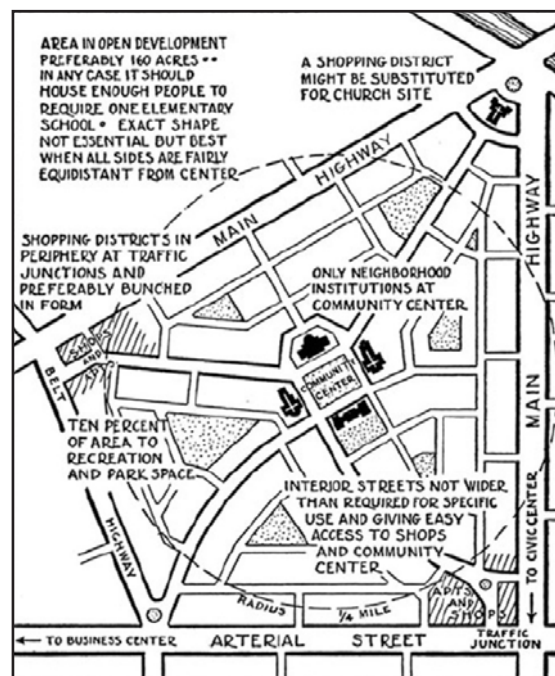 AREA IN OPEN DEVELOPMENT
PREFERABLY 160 ACRES ••
IN ANY CASE IT SHOULD
HOUSE ENOUGH PEOPLE TO
REQUIRE ONE ELEMENTARY
SCHOOL • EXACT SHAPE
NOT ESSENTIAL BUT BEST
WHEN ALL SIDES ARE FAIRLY
EQUIDISTANT FROM CENTER
A SHOPPING DISTRICT
MIGHT BE SUBSTITUTED
FOR CHURCH SITE
MAIN HIGHWAY
SHOPPING DISTRICTS IN
PERIPHERY AT TRAFFIC
JUNCTIONS AND
PREFERABLY BUNCHED
IN FORM
ONLY NEIGHBORHOOD
INSTITUTIONS AT
COMMUNITY CENTER
MAIN HIGHWAY
SHOPS
AND
APTS
BELT HIGHWAY
COMMUNITY
CENTER
TEN PERCENT
OF AREA TO
RECREATION
AND PARK SPACE
INTERIOR STREETS NOT WIDER
THAN REQUIRED FOR SPECIFIC
USE AND GIVING EASY
ACCESS TO SHOPS
AND COMMUNITY
CENTER
TO CIVIC CENTER
RADIUS 1/4 MILE
APTS
AND
SHOPS
← TO BUSINESS CENTER
ARTERIAL STREET
TRAFFIC
JUNCTION